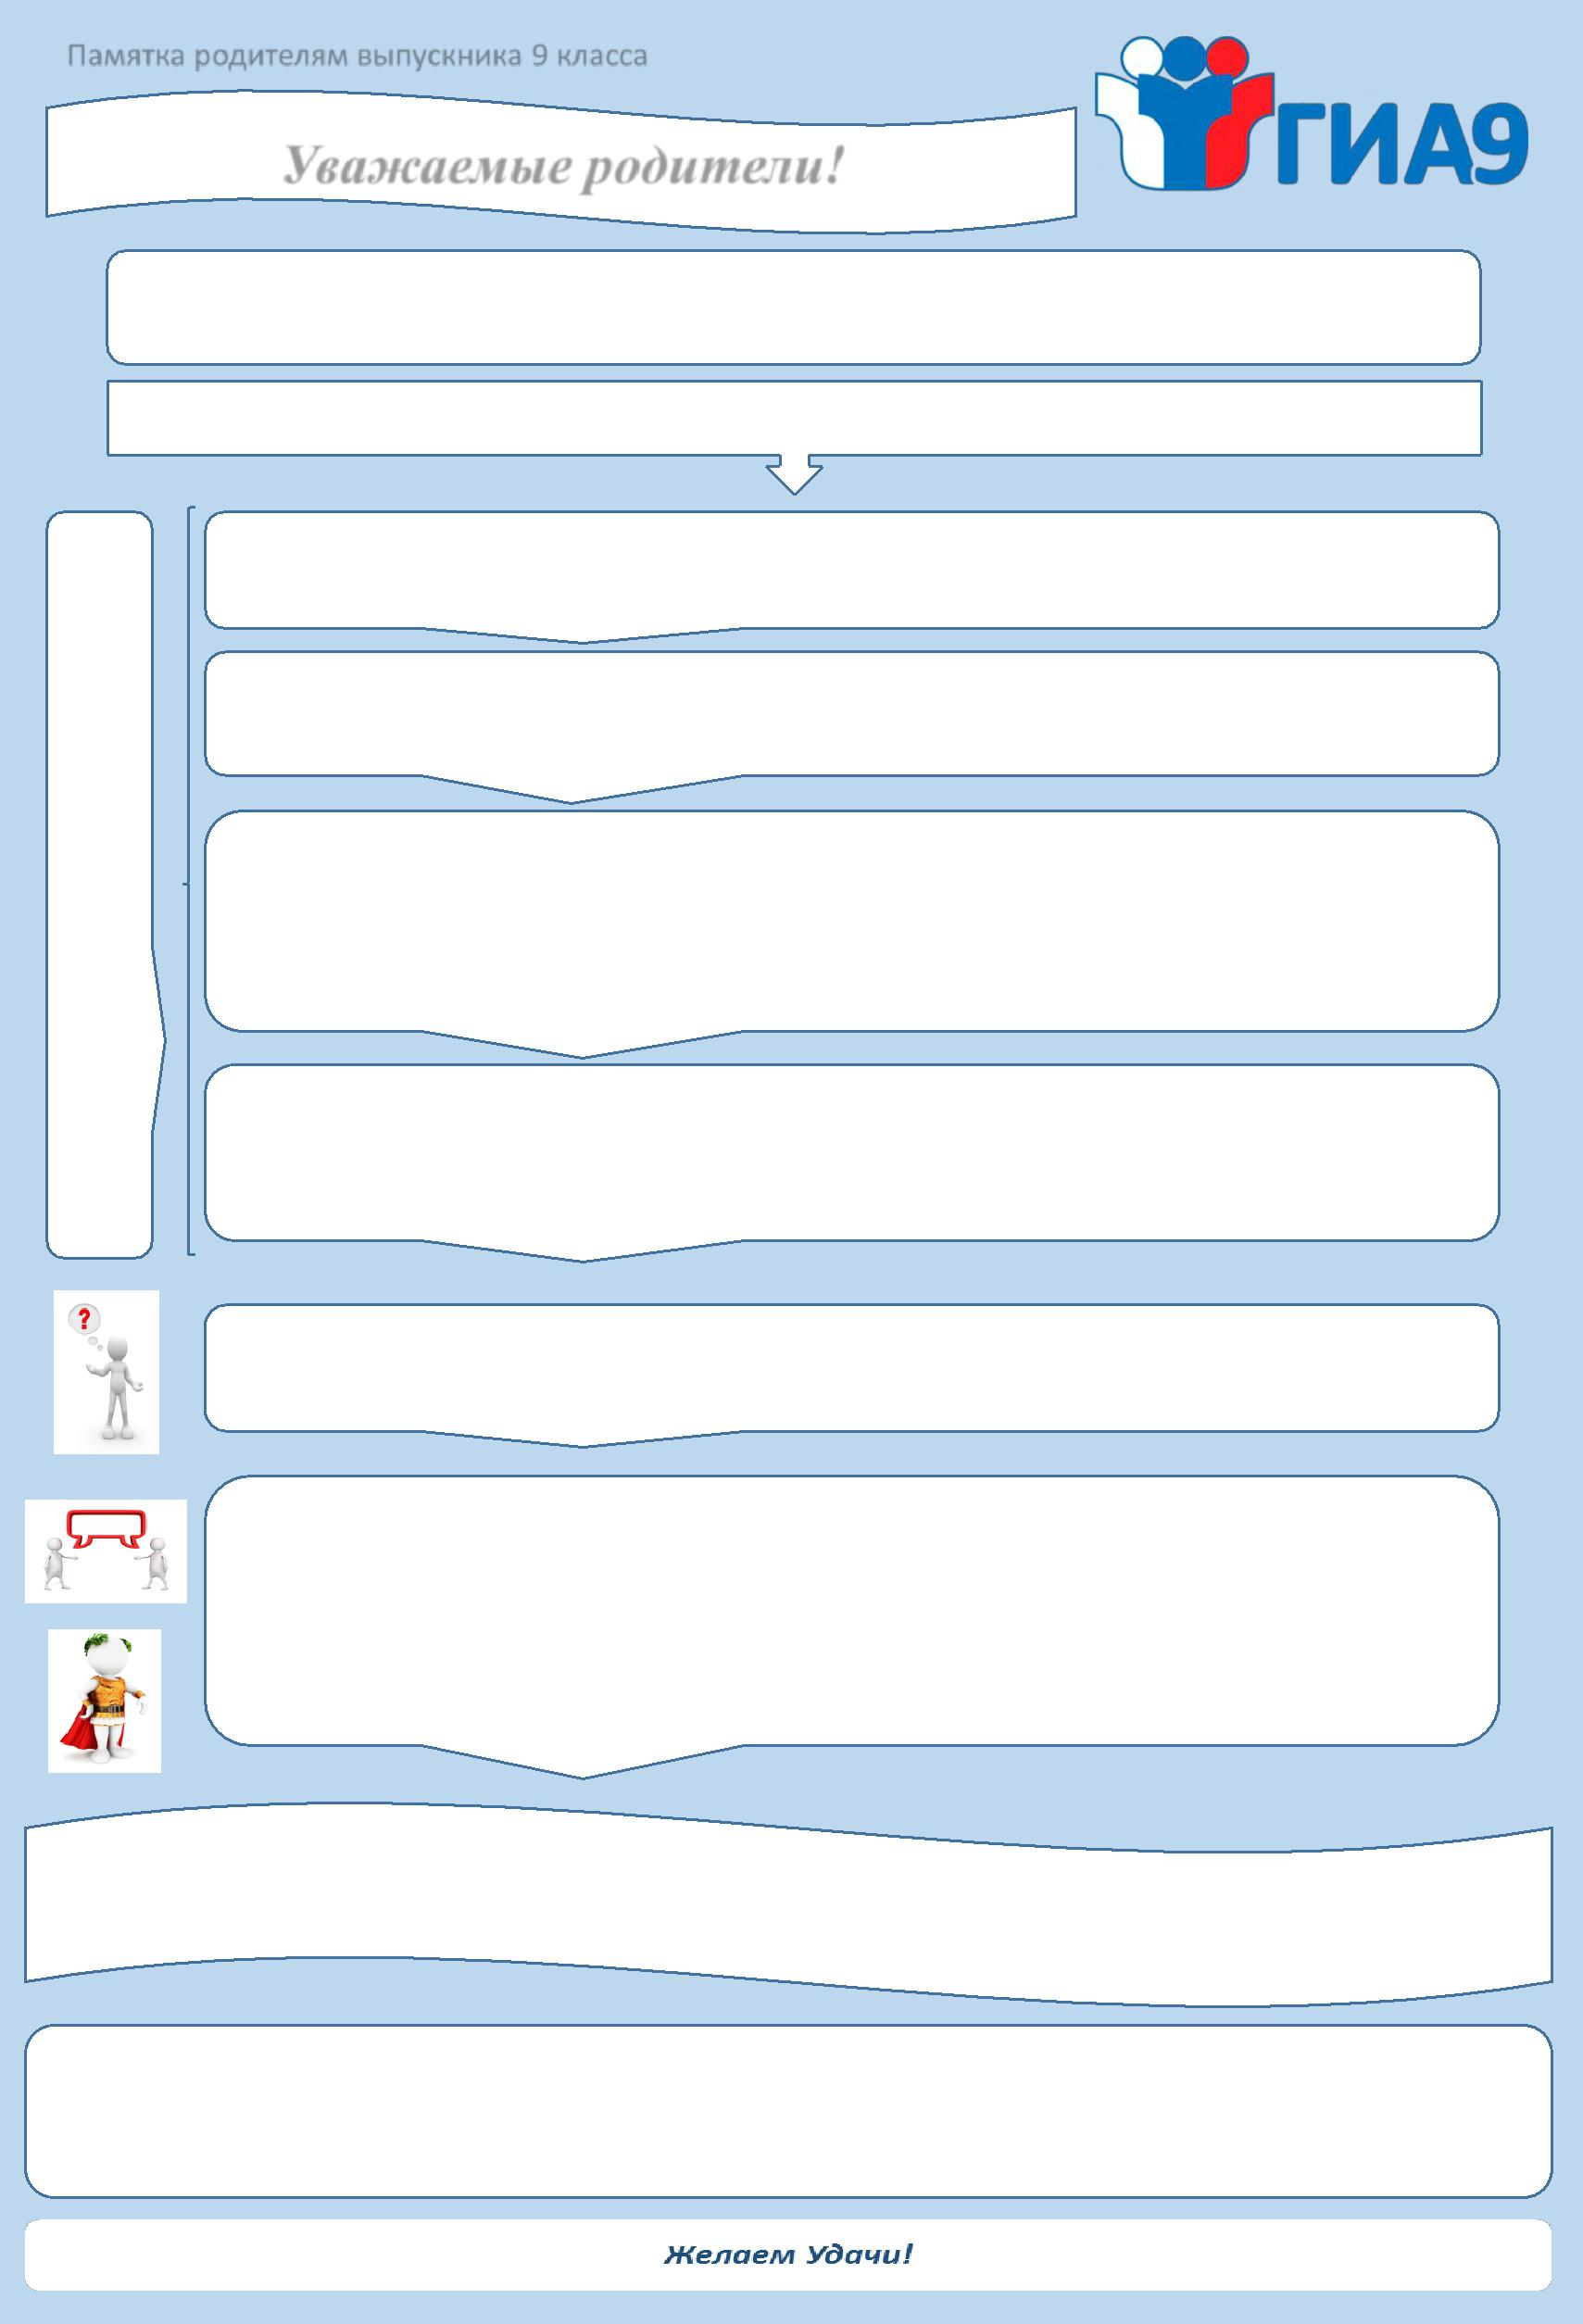 Памятка родителям выпускника 9 класса
ГИА9
Уважаемые родители!
?
Желаем Удачи!